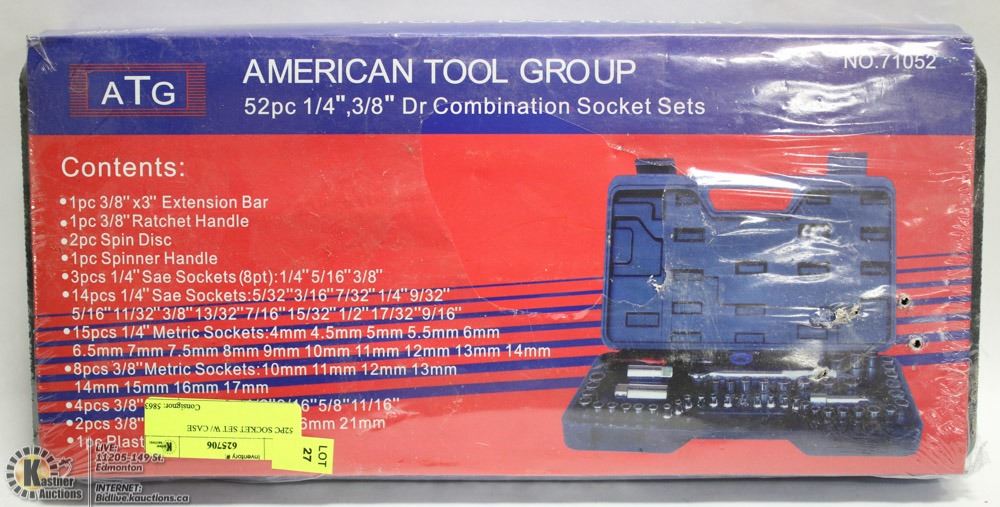 ATG
AMERICAN TOOL GROUP
NO.71052
52pc 1/4",3/8" Dr Combination Socket Sets
Contents:
•1pc 3/8"x3" Extension Bar
•1pc 3/8"Ratchet Handle
•2pc Spin Disc
•1pc Spinner Handle
•3pcs 1/4"Sae Sockets(8pt):1/4"5/16"3/8"
•14pcs 1/4"Sae Sockets:5/32"3/16"7/32"1/4"9/32"
5/16"11/32"3/8"13/32"7/16"15/32"1/2"17/32"9/16"
•15pcs 1/4"Metric Sockets:4mm 4.5mm 5mm 5.5mm 6mm
6.5mm 7mm 7.5mm 8mm 9mm 10mm 11mm 12mm 13mm 14mm
•8pcs 3/8"Metric Sockets:10mm 11mm 12mm 13mm
14mm 15mm 16mm 17mm
•4pcs 3/8" 5/8"11/16"
•2pcs 3/8" 21mm
•1pc
LOT
27
Inventory #
625706
52PC SOCKET SET W/ CASE
Consignor: 5863
Kastner
Auctions
LIVE:
11205-149 St.
Edmonton
INTERNET:
Bidlive.kauctions.ca